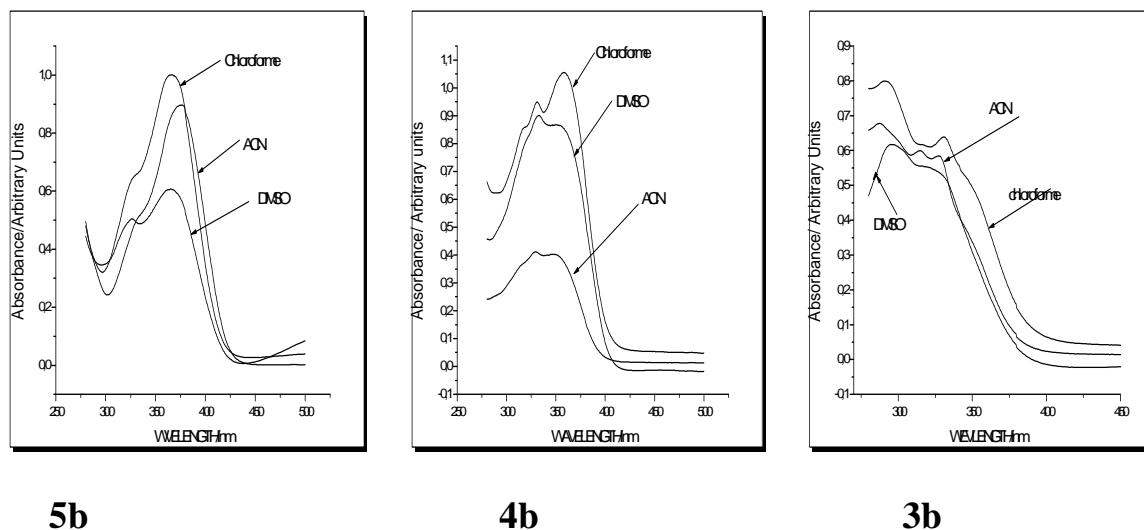 Absorbance/Arbitrary Units
1,0
0,8
0,6
0,4
0,2
0,0
Chloroforme
ACN
DMSO
250 300 350 400 450 500
WVELENGTH/nm
5b
Absorbance/ Arbitrary units
1,1
1,0
0,9
0,8
0,7
0,6
0,5
0,4
0,3
0,2
0,1
0,0
-0,1
Chloroforme
DMSO
ACN
250 300 350 400 450 500
WAVELENGTH/nm
4b
Absorbance/ Arbitrary Units
0,9
0,8
0,7
0,6
0,5
0,4
0,3
0,2
0,1
0,0
-0,1
ACN
chloroforme
DMSO
300 350 400 450
WEVLENGTH/nm
3b